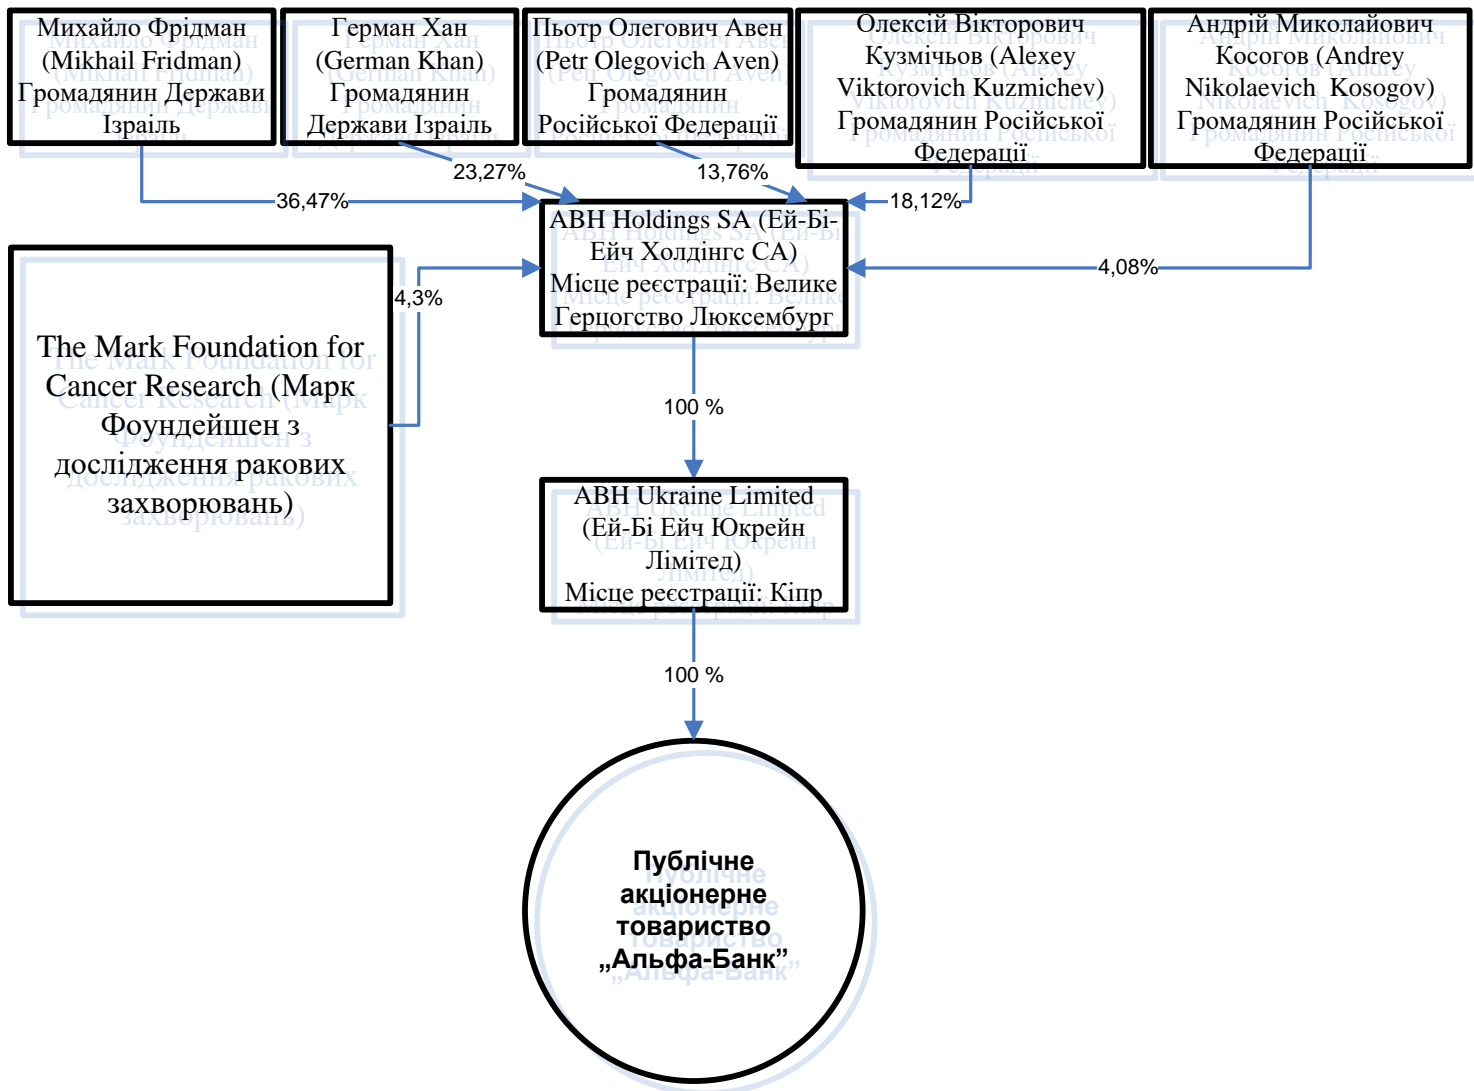 Михайло Фрідман
(Mikhail Fridman)
Громадянин Держави
Ізраїль
Герман Хан
(German Khan)
Громадянин
Держави Ізраїль
Пьотр Олегович Авен
(Petr Olegovich Aven)
Громадянин
Російської Федерації
Олексій Вікторович
Кузмічьов (Alexey
Viktorovich Kuzmichev)
Громадянин Російської
Федерації
Андрій Миколайович
Косогов (Andrey
Nikolaevich Kosogov)
Громадянин Російської
Федерації
23,27%
13,76%
36,47%
18,12%
4,08%
4,3%
ABH Holdings SA (Ей-Бі-
Ейч Холдінгс СА)
Місце реєстрації: Велике
Герцогство Люксембург
The Mark Foundation for
Cancer Research (Марк
Фоундейшен з
дослідження ракових
захворювань)
100 %
ABH Ukraine Limited
(Ей-Бі Ейч Юкрейн
Лімітед)
Місце реєстрації: Кіпр
100 %
Публічне
акціонерне
товариство
„Альфа-Банк”